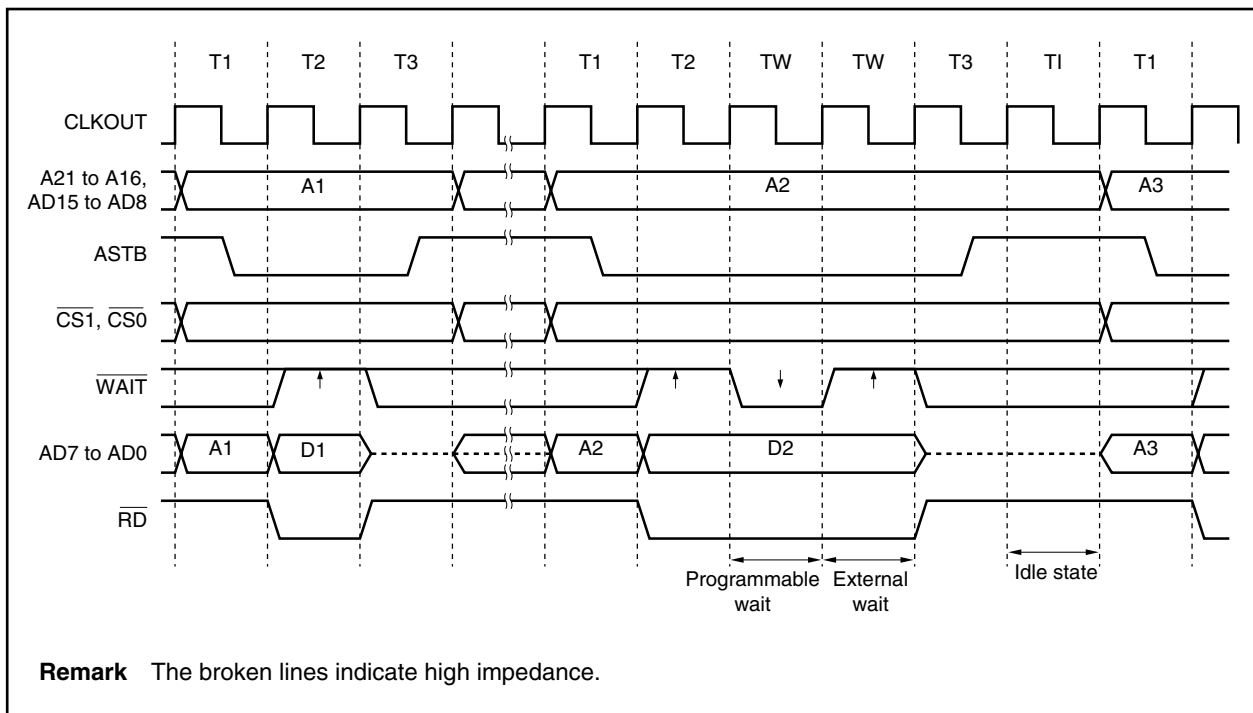 T1 T2 T3 T1 T2 TW TW T3 TI T1
CLKOUT
A21 to A16,
AD15 to AD8
A1 A2 A3
ASTB
CS1, CS0
WAIT
AD7 to AD0
A1 D1 A2 D2 A3
RD
Programmable
wait
External
wait
Idle state
Remark The broken lines indicate high impedance.